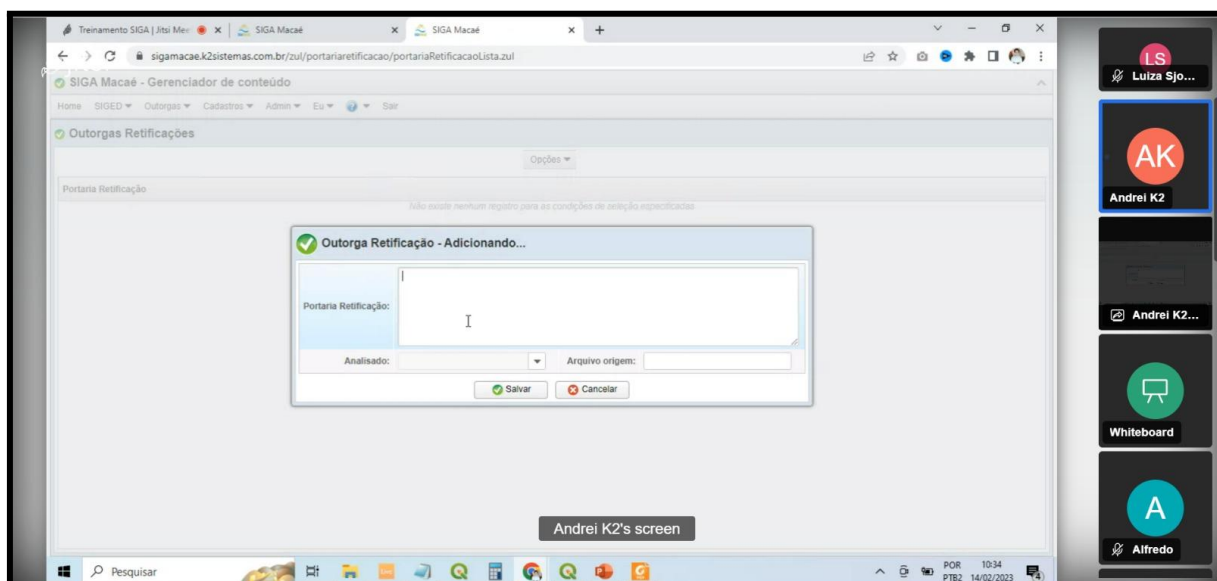 Treinamento SIGA | Jitsi Mee
SIGA Macaé
SIGA Macaé
sigamacae.k2sistemas.com.br/zul/portariaretificacao/portariaRetificacaoLista.zul
SIGA Macaé - Gerenciador de conteúdo
Home SIGED Outorgas Cadastros Admin Eu Sair
Outorgas Retificações
Opções
Portaria Retificação
Não existe nenhum registro para as condições de seleção especificadas
Outorga Retificação - Adicionando...
Portaria Retificação:
Analisado: Arquivo origem:
Salvar Cancelar
Andrei K2's screen
Pesquisar
POR 10:34
PTB2 14/02/2023
LS
Luiza Sjo...
AK
Andrei K2
Andrei K2...
Whiteboard
A
Alfredo